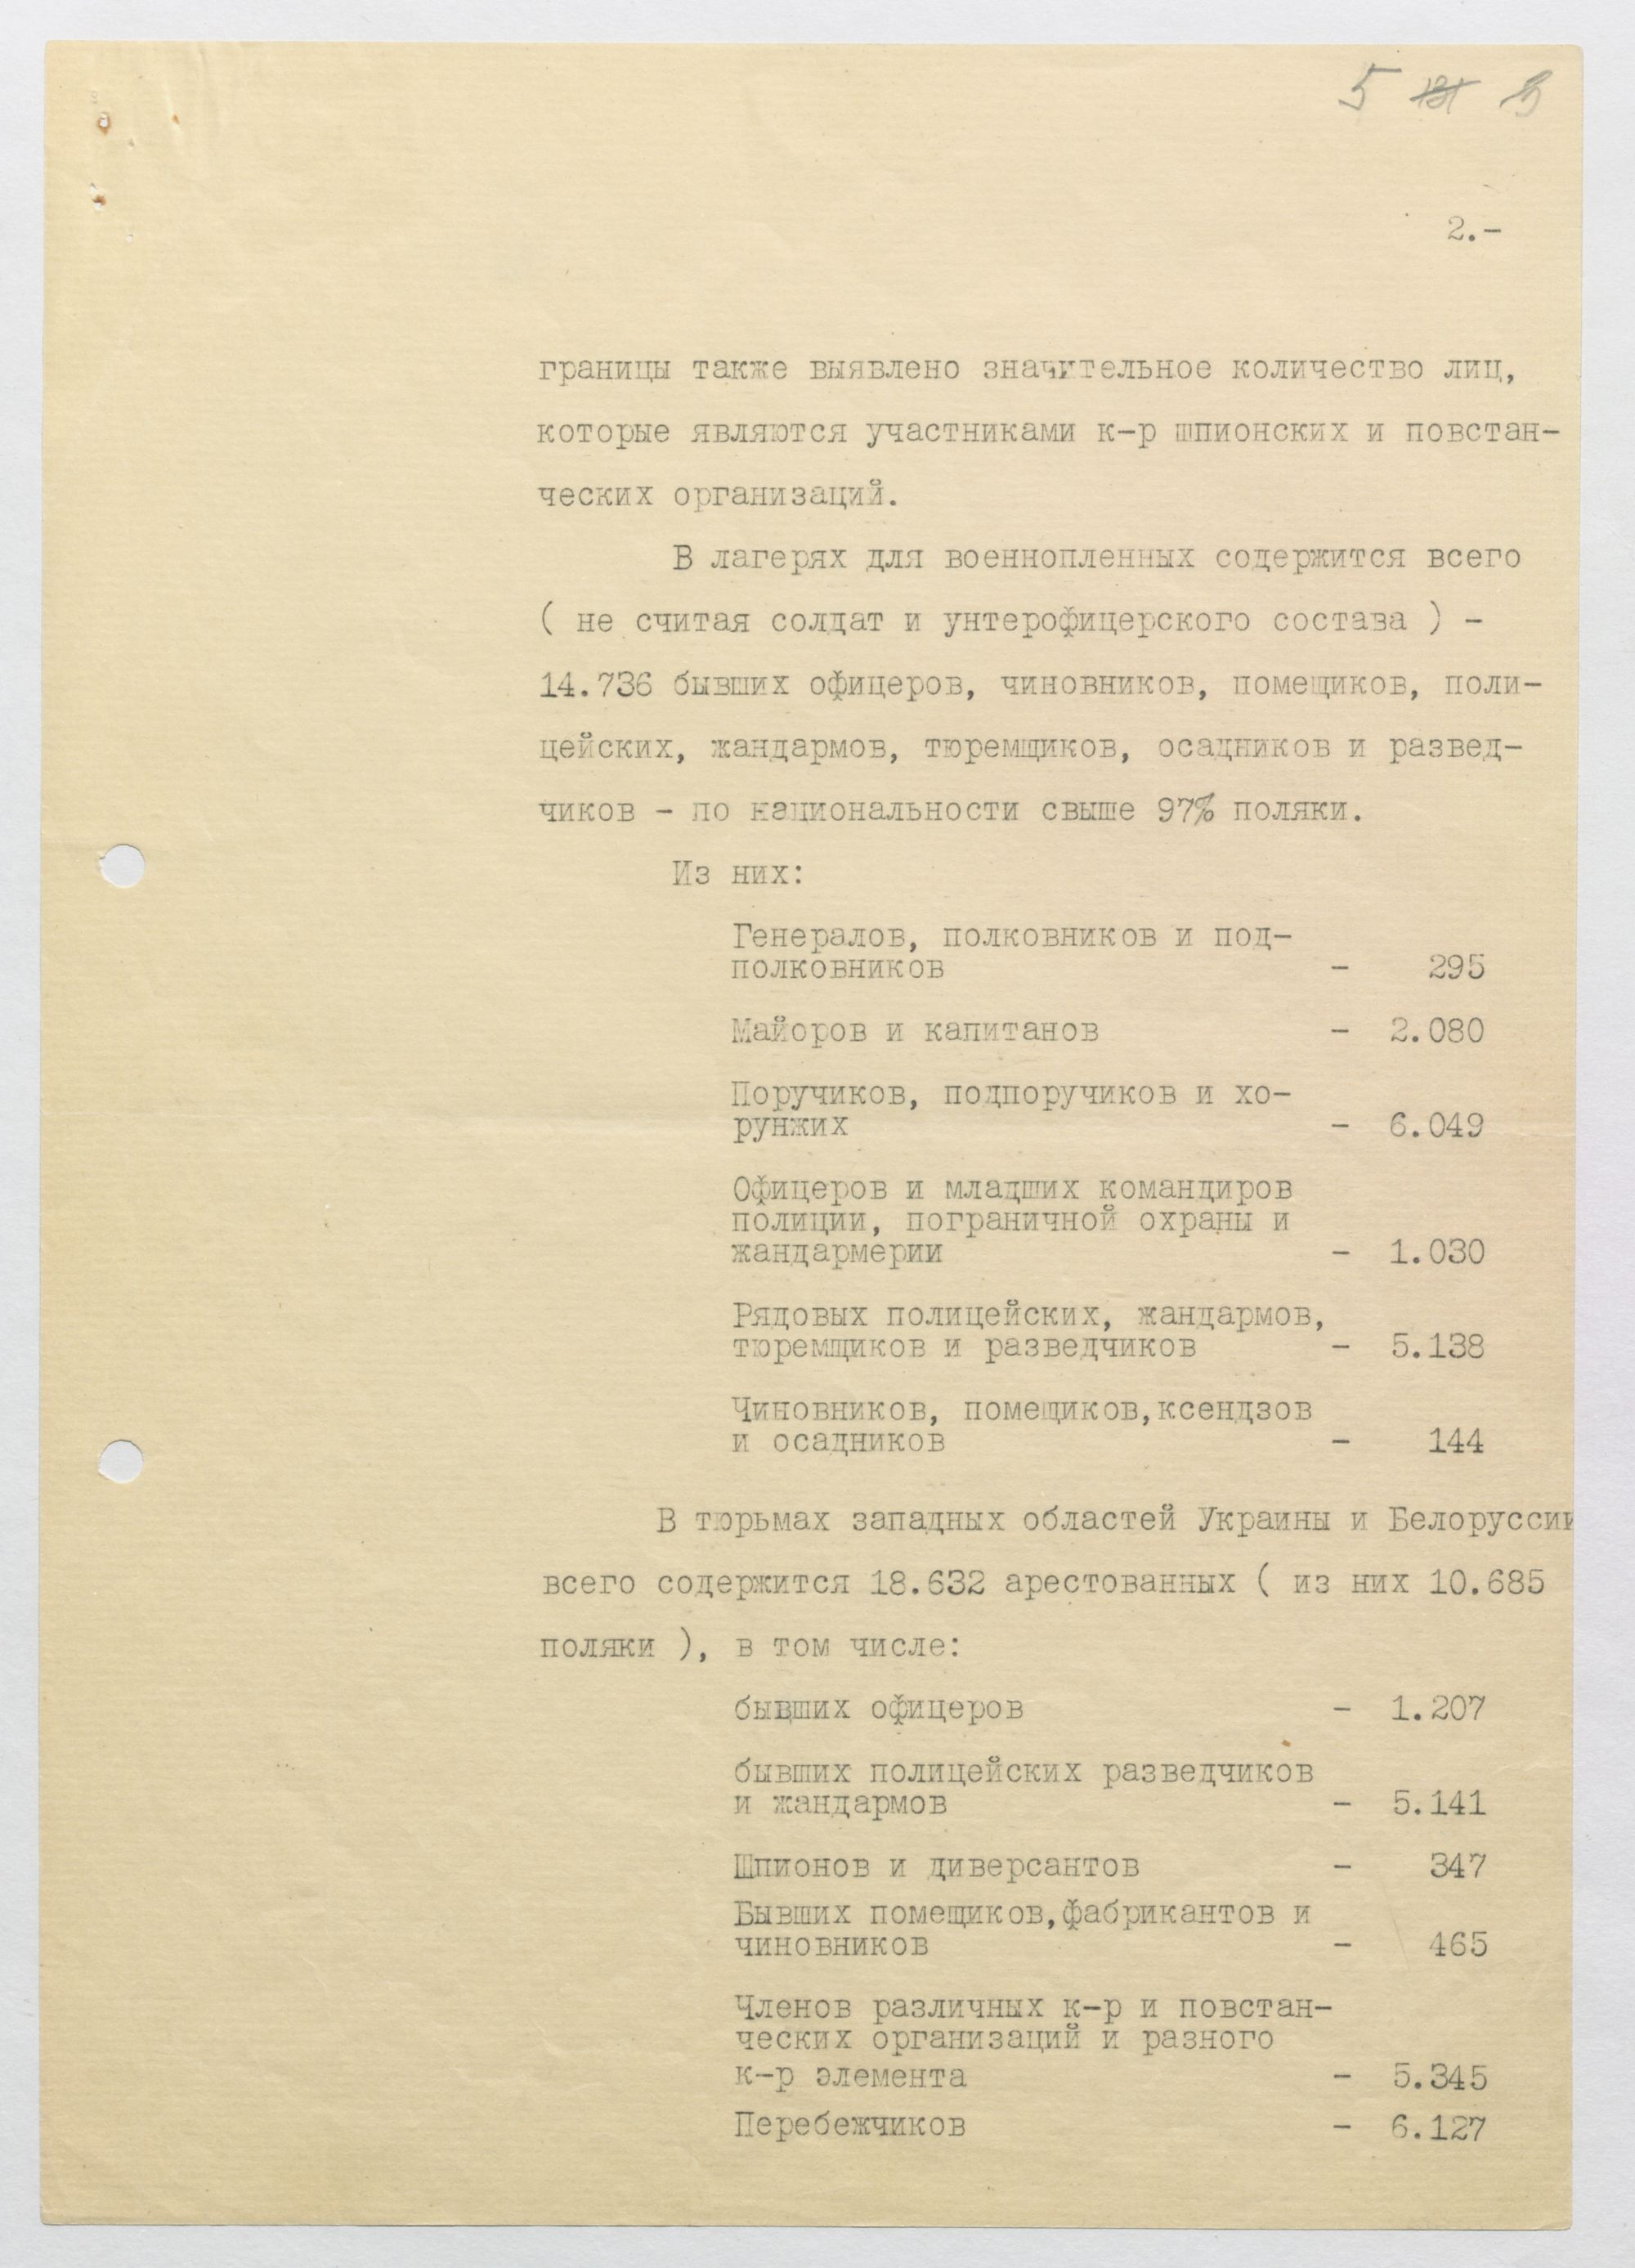 5
2.-
границы также выявлено значительное количество лиц,
которые являются участниками к-р шпионских и повстан-
ческих организаций.
В лагерях для военнопленных содержится всего
( не считая солдат и унтерофицерского состава ) -
14.736 бывших офицеров, чиновников, помещиков, поли-
цейских, жандармов, тюремщиков, осадников и развед-
чиков - по национальности свыше 97% поляки.
Из них:
Генералов, полковников и под-
полковников - 295
Майоров и капитанов - 2.080
Поручиков, подпоручиков и хо-
рунжих - 6.049
Офицеров и младших командиров
полиции, пограничной охраны и
жандармерии - 1.030
Рядовых полицейских, жандармов,
тюремщиков и разведчиков - 5.138
Чиновников, помещиков,ксендзов
и осадников - 144
В тюрьмах западных областей Украины и Белоруссии
всего содержится 18.632 арестованных ( из них 10.685
поляки ), в том числе:
бывших офицеров - 1.207
бывших полицейских разведчиков
и жандармов - 5.141
Шпионов и диверсантов - 347
Бывших помещиков,фабрикантов и
чиновников - 465
Членов различных к-р и повстан-
ческих организаций и разного
к-р элемента - 5.345
Перебежчиков - 6.127